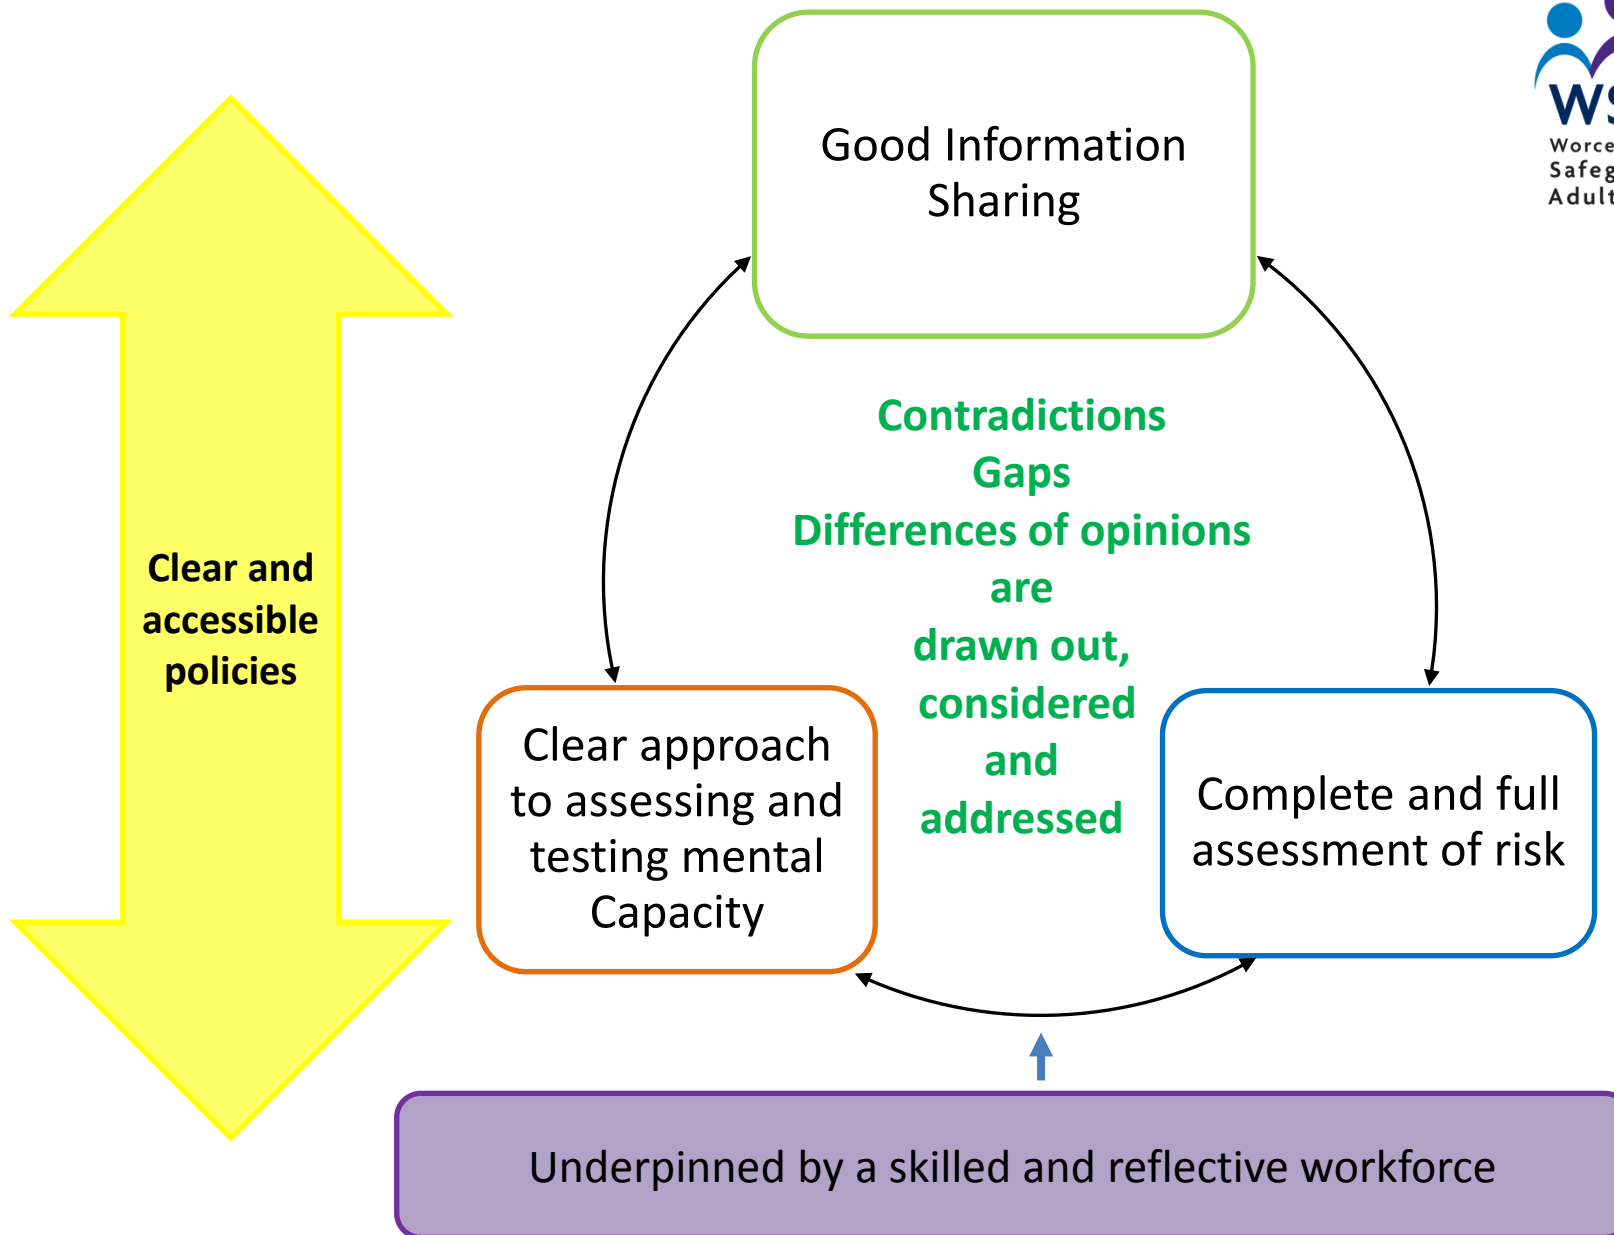 Good Information
Sharing
Contradictions
Gaps
Differences of opinions
are
drawn out,
considered
and
addressed
Clear and
accessible
policies
Clear approach
to assessing and
testing mental
Capacity
Complete and full
assessment of risk
Underpinned by a skilled and reflective workforce